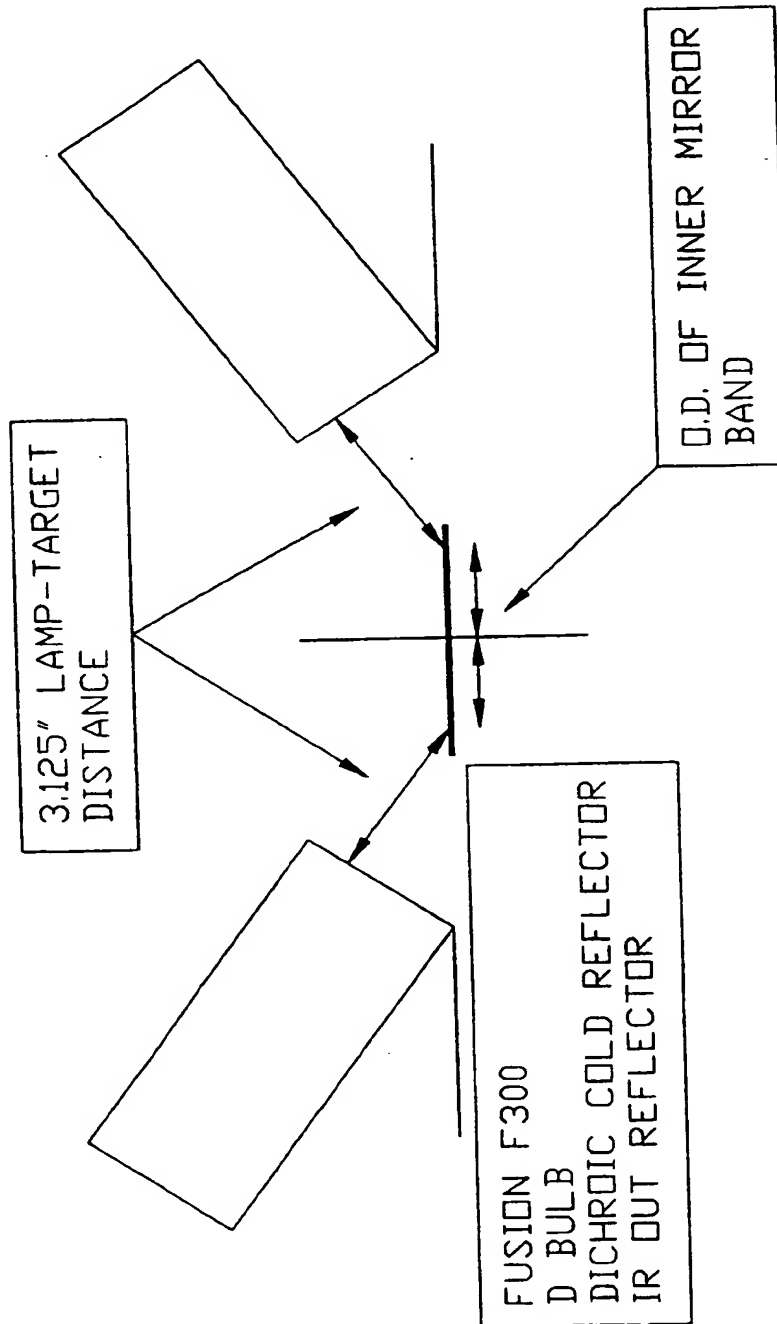 3.125" LAMP-TARGET
DISTANCE
FUSION F300
D BULB
DICHROIC COLD REFLECTOR
IR OUT REFLECTOR
O.D. OF INNER MIRROR
BAND